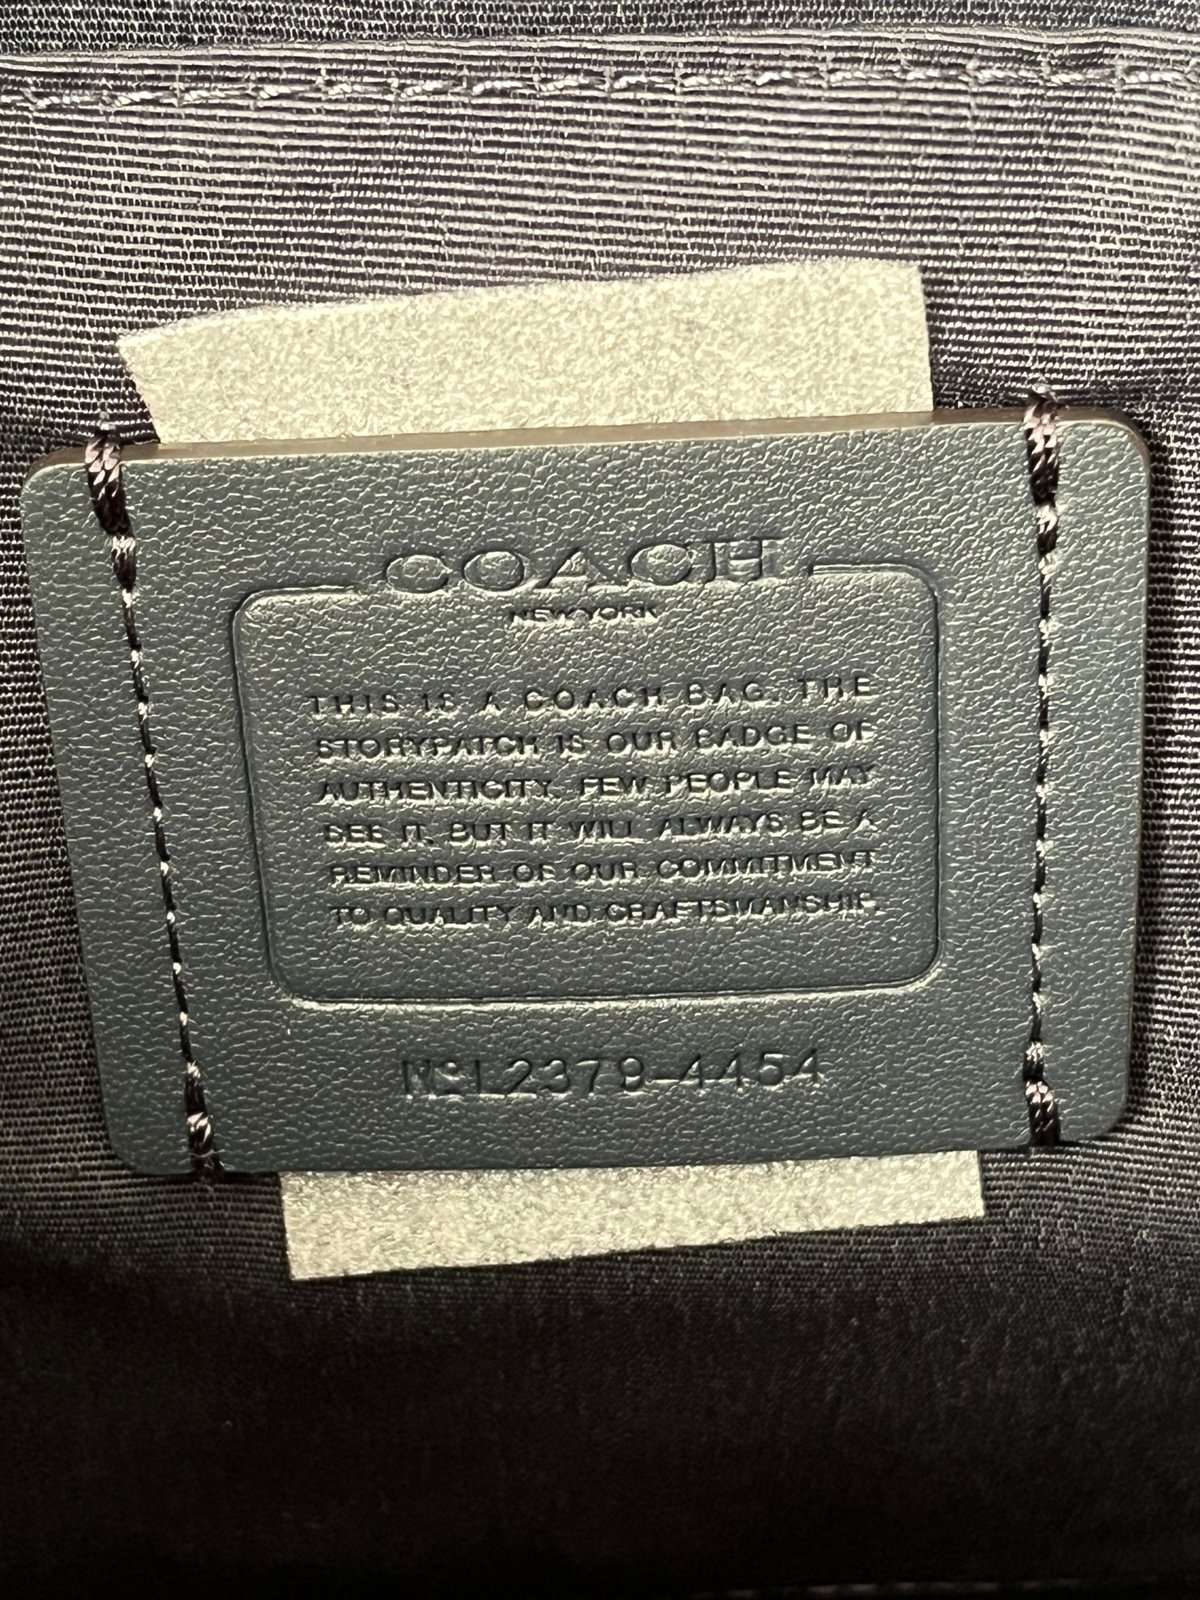 COACH
NEW YORK
THIS IS A COACH BAG. THE
STORYPATCH IS OUR BADGE OF
AUTHENTICITY. FEW PEOPLE MAY
SEE IT, BUT IT WILL ALWAYS BE A
REMINDER OF OUR COMMITMENT
TO QUALITY AND CRAFTSMANSHIP.
NºL2379-4454